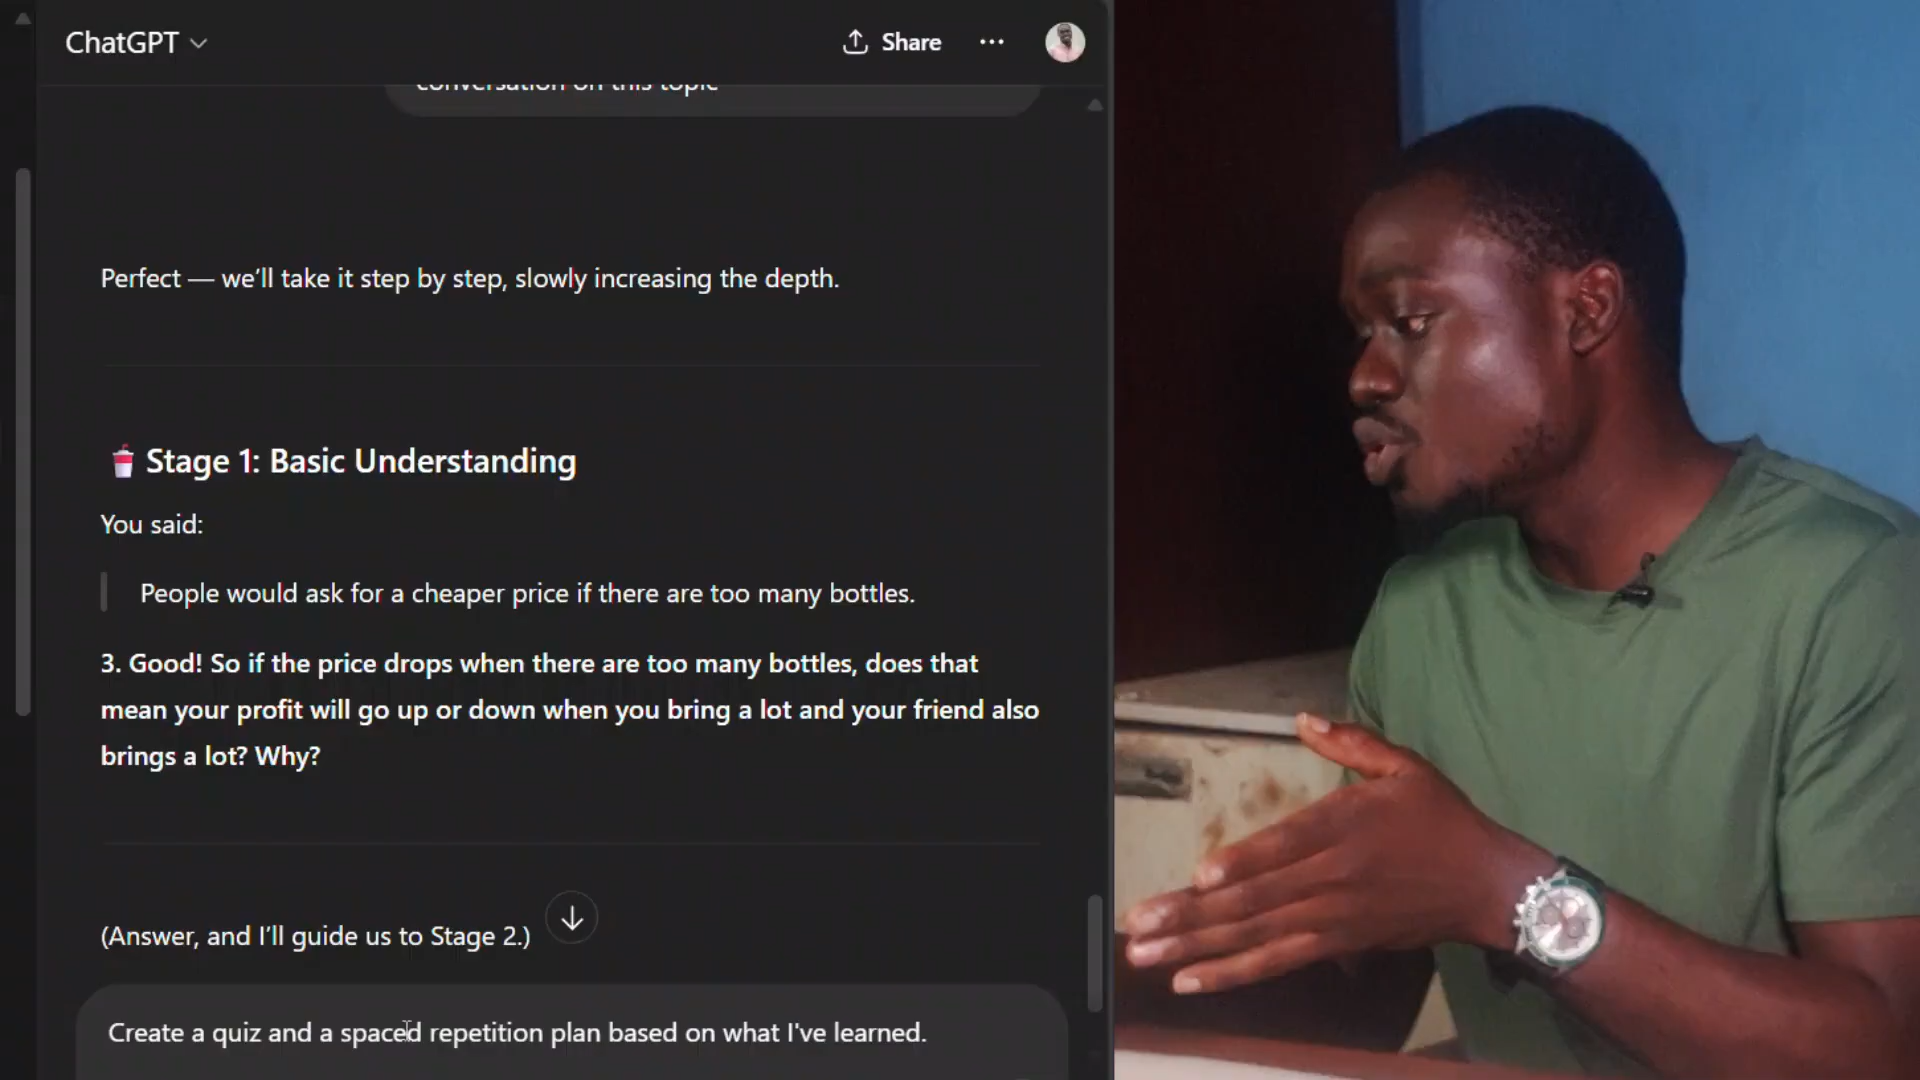 ChatGPT
Share
conversation on this topic
Perfect — we'll take it step by step, slowly increasing the depth.
Stage 1: Basic Understanding
You said:
People would ask for a cheaper price if there are too many bottles.
3. Good! So if the price drops when there are too many bottles, does that
mean your profit will go up or down when you bring a lot and your friend also
brings a lot? Why?
(Answer, and I'll guide us to Stage 2.)
Create a quiz and a spaced repetition plan based on what I've learned.